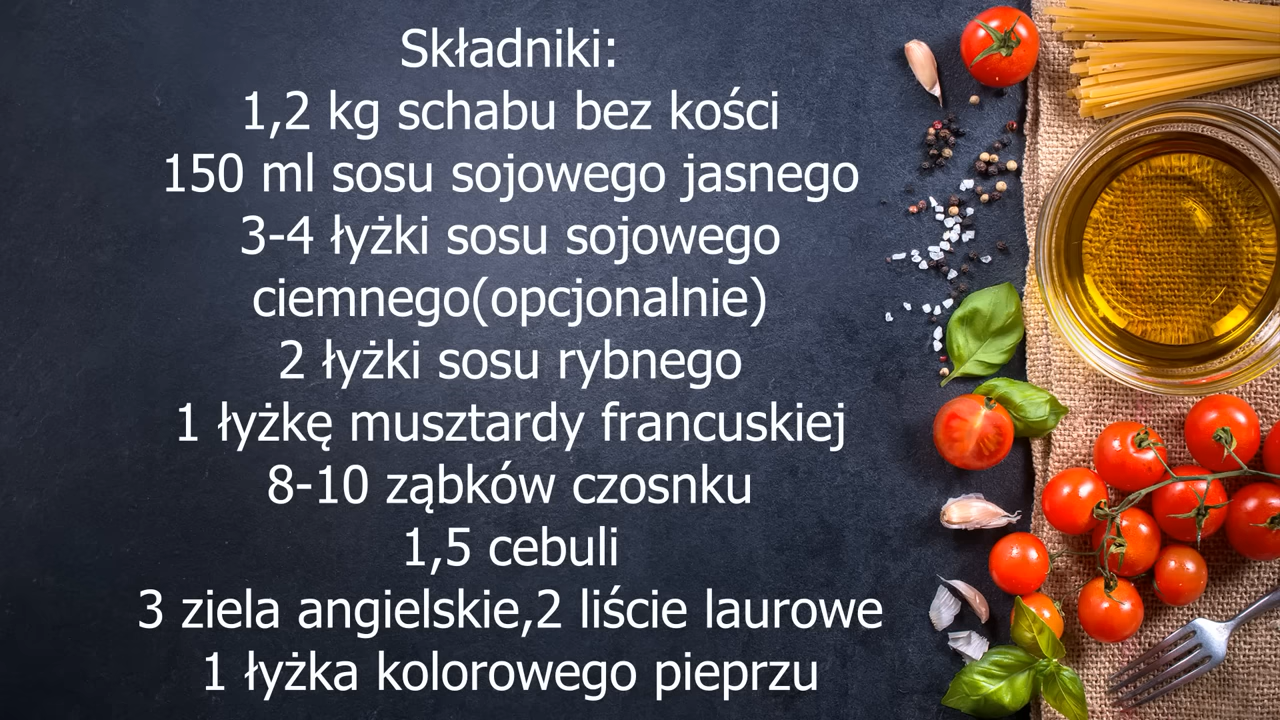 Składniki:
1,2 kg schabu bez kości
150 ml sosu sojowego jasnego
3-4 łyżki sosu sojowego
ciemnego(opcjonalnie)
2 łyżki sosu rybnego
1 łyżkę musztardy francuskiej
8-10 ząbków czosnku
1,5 cebuli
3 ziela angielskie,2 liście laurowe
1 łyżka kolorowego pieprzu